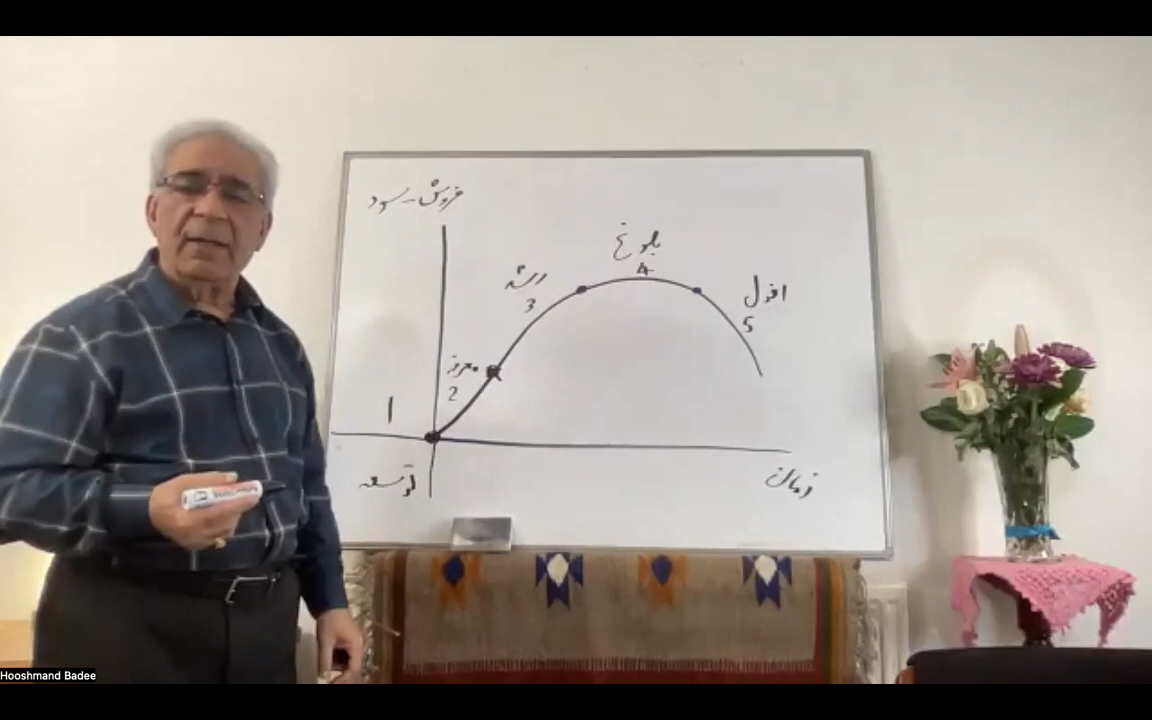 فروش - سود
بلوغ
4
رشد
3
افول
5
معرفی
2
1
توسعه
زمان
Hooshmand Badee